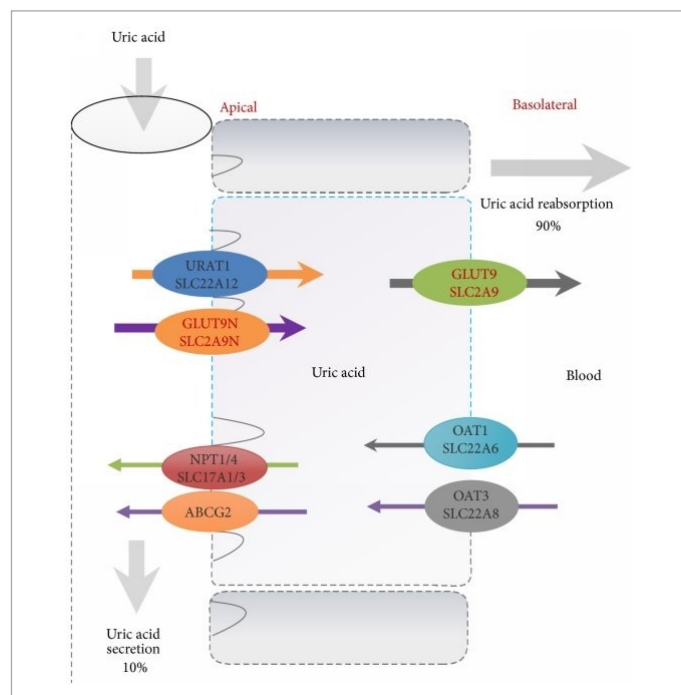 Uric acid
Apical
Basolateral
Uric acid reabsorption
90%
URAT1
SLC22A12
GLUT9
SLC2A9
GLUT9N
SLC2A9N
Uric acid
Blood
OAT1
SLC22A6
NPT1/4
SLC17A1/3
OAT3
SLC22A8
ABCG2
Uric acid
secretion
10%